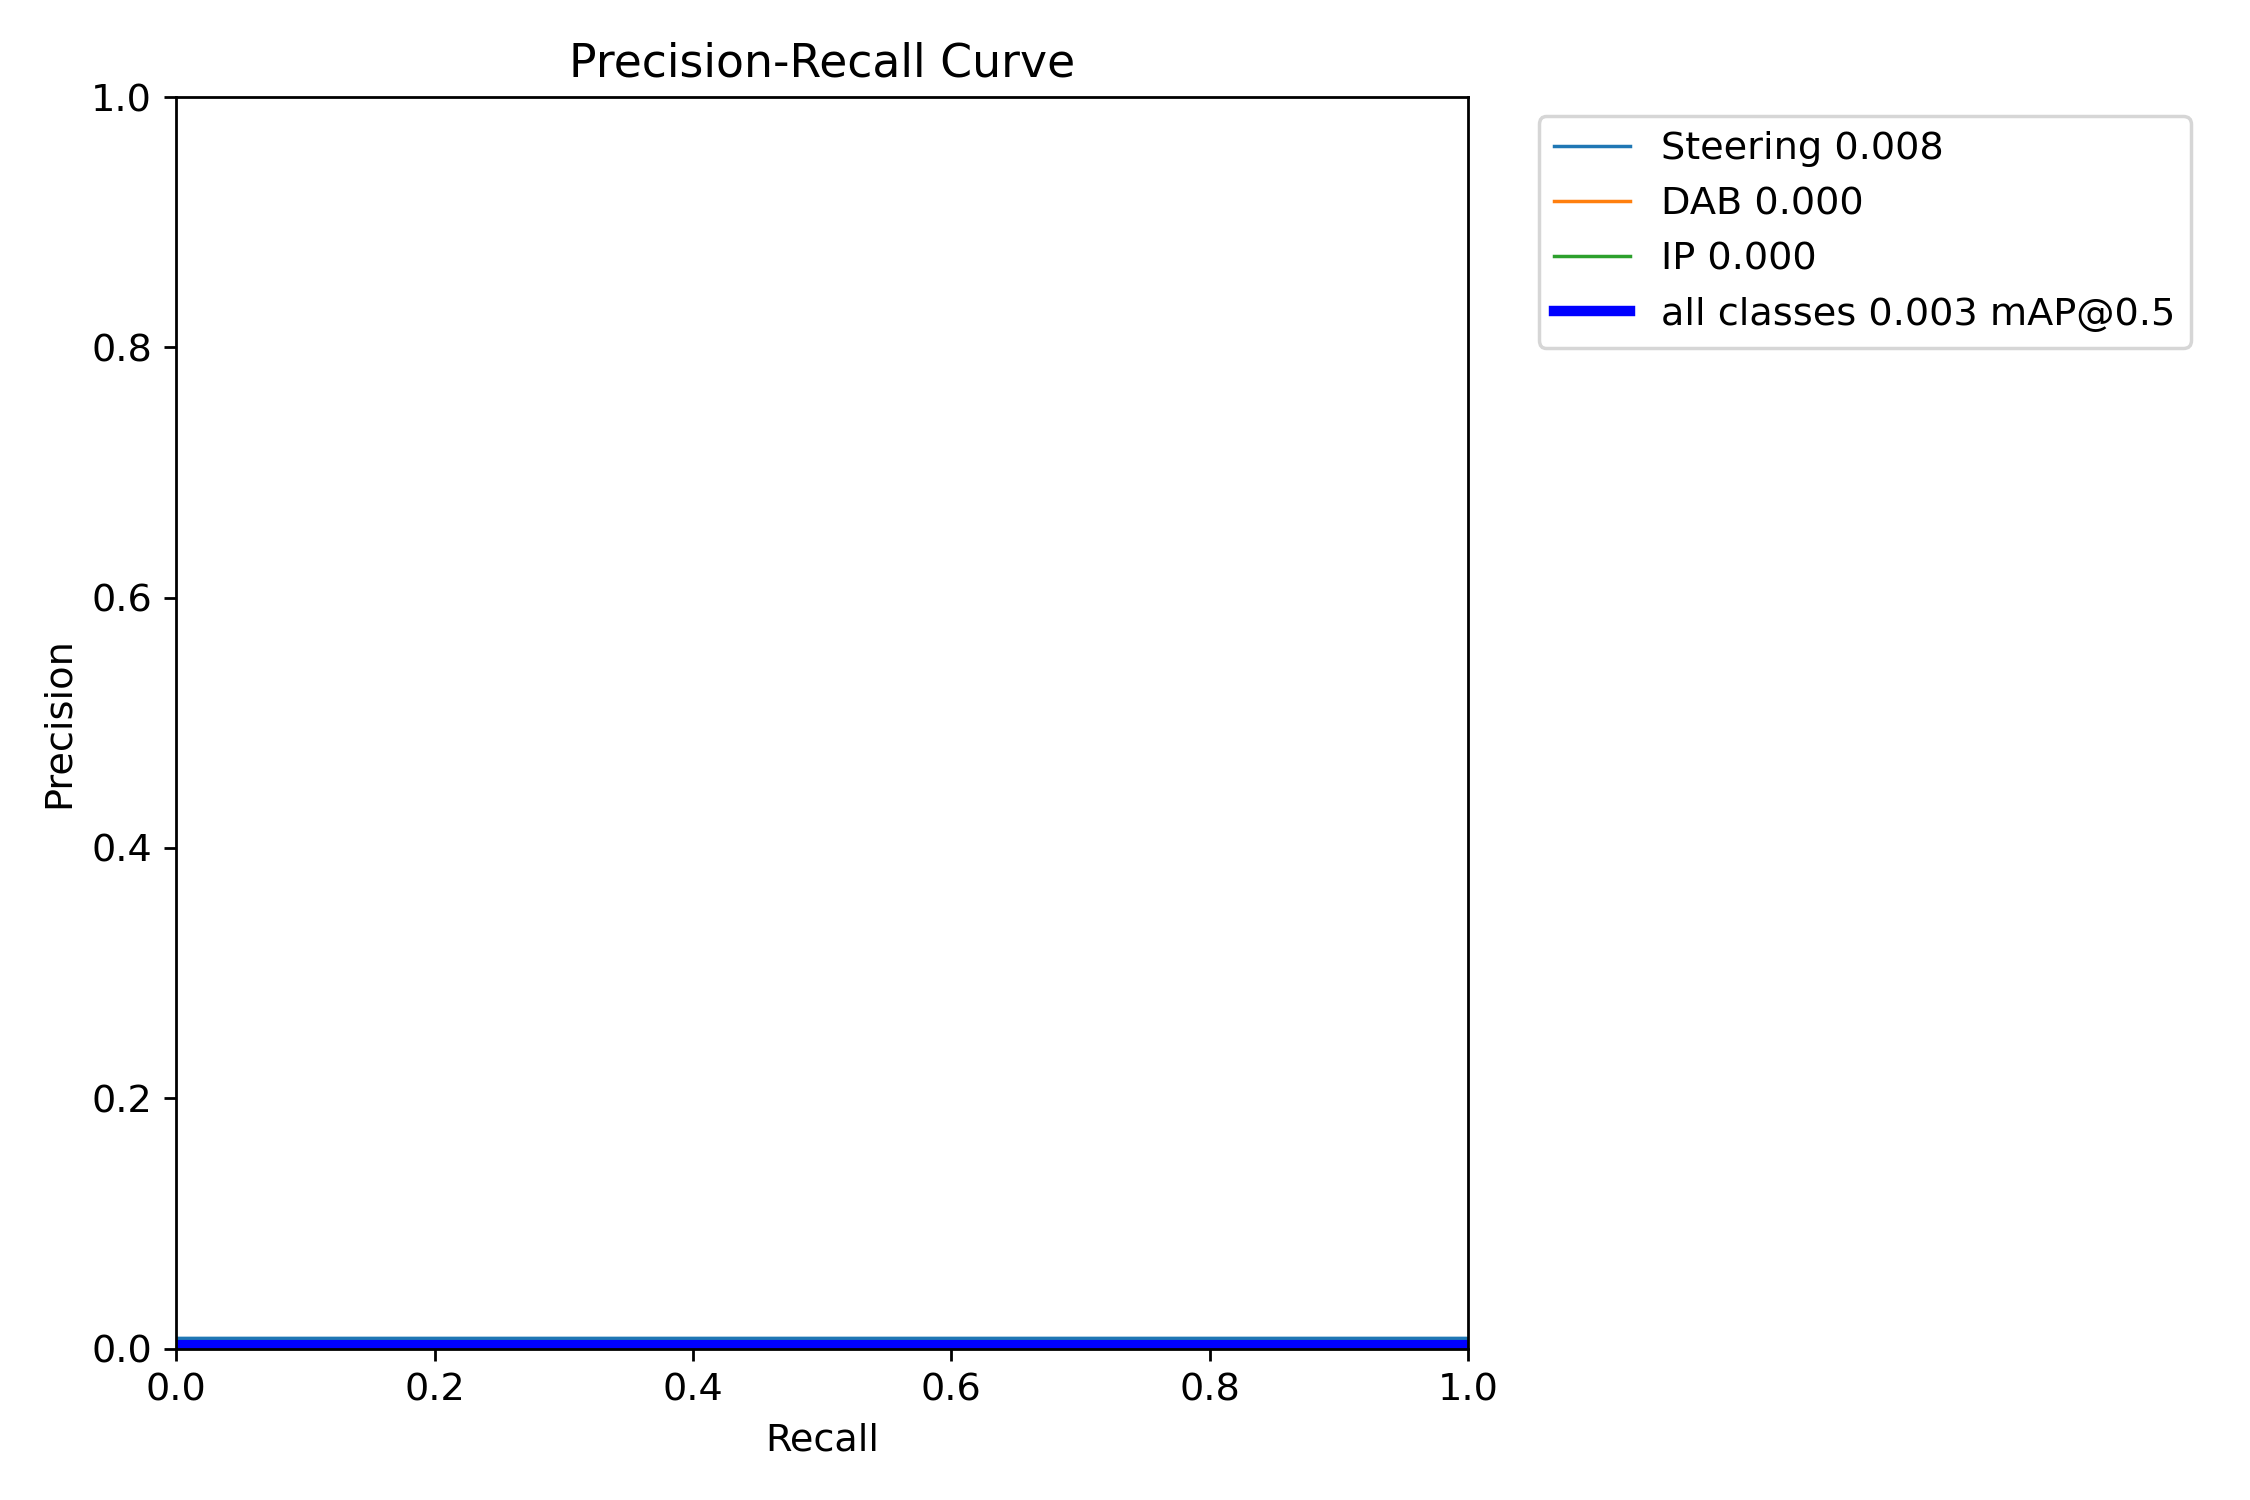 Precision-Recall Curve
1.0
0.8
0.6
0.4
0.2
0.0
Precision
0.0 0.2 0.4 0.6 0.8 1.0
Recall
Steering 0.008
DAB 0.000
IP 0.000
all classes 0.003 mAP@0.5